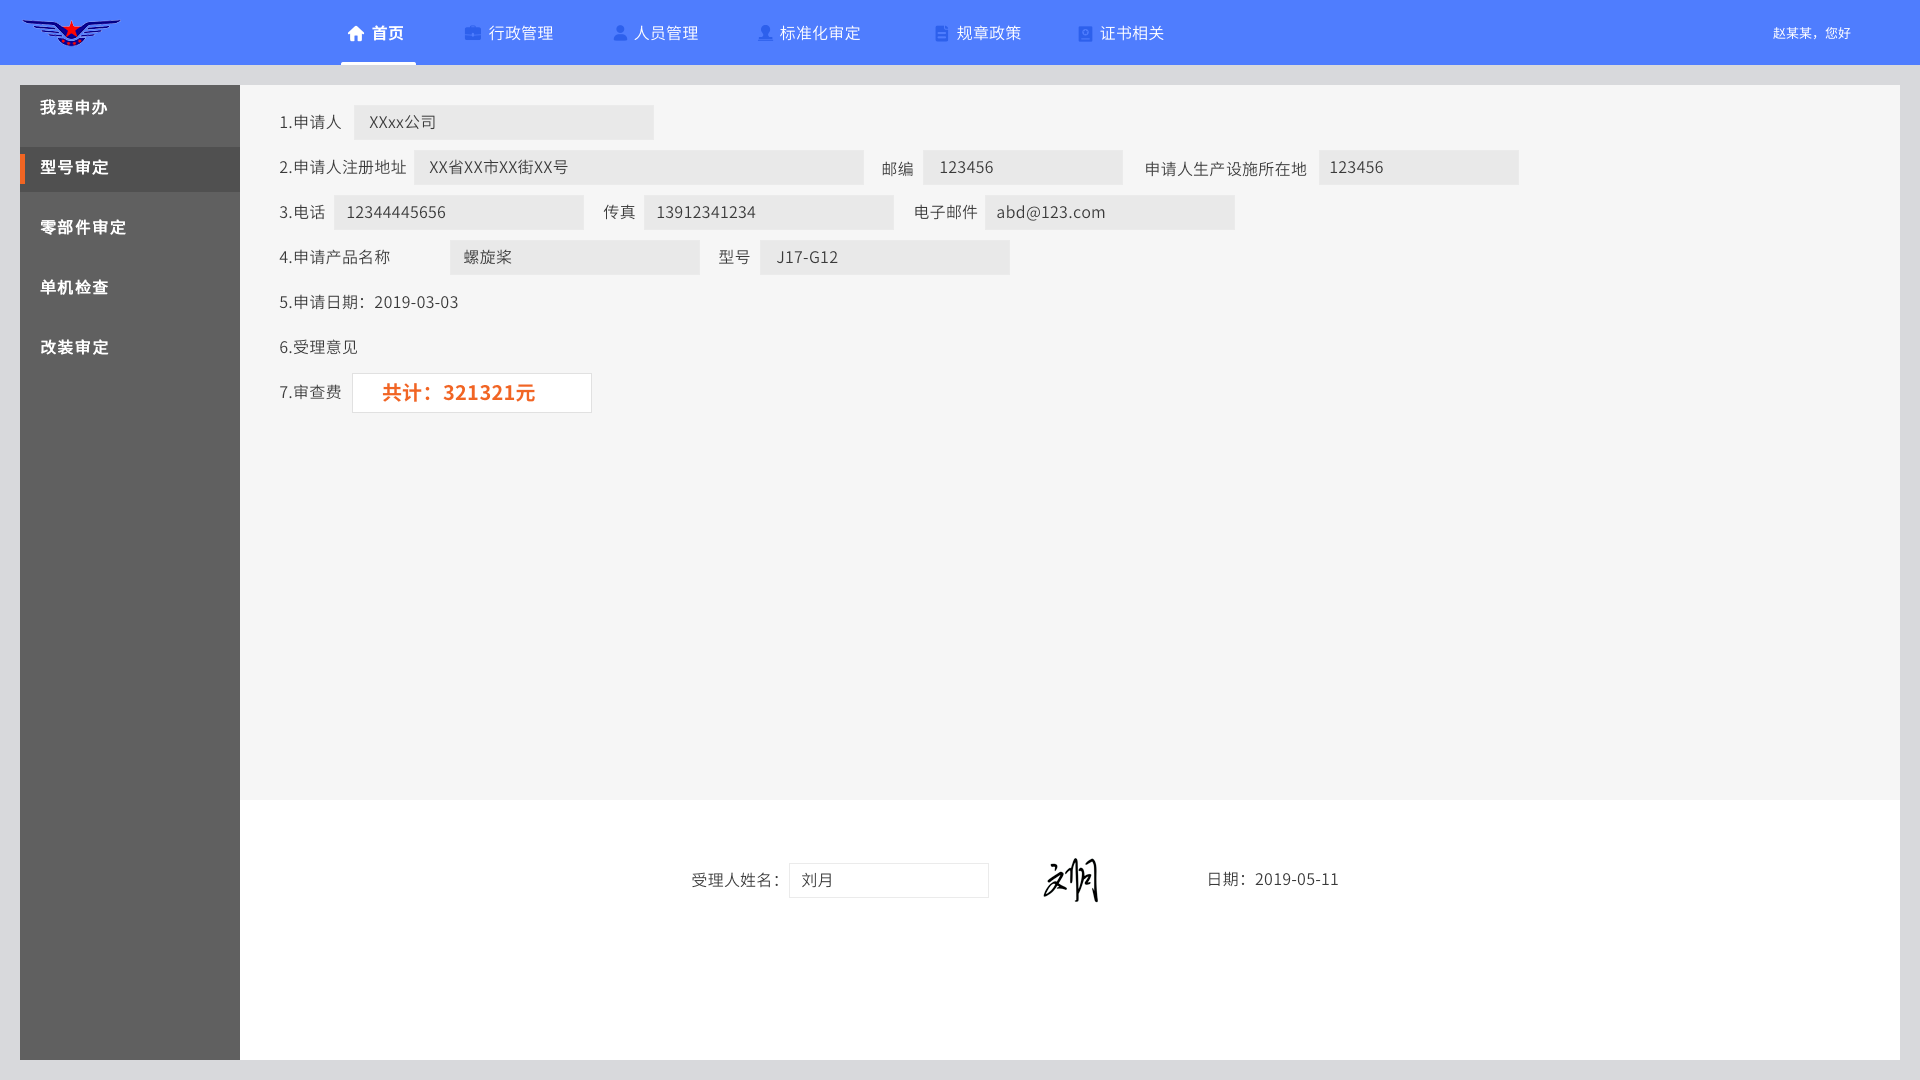 首页 行政管理 人员管理 标准化审定 规章政策 证书相关 赵某某，您好
我要申办
型号审定
零部件审定
单机检查
改装审定
1.申请人 XXxx公司
2.申请人注册地址 XX省XX市XX街XX号 邮编 123456 申请人生产设施所在地 123456
3.电话 12344445656 传真 13912341234 电子邮件 abd@123.com
4.申请产品名称 螺旋桨 型号 J17-G12
5.申请日期：2019-03-03
6.受理意见
7.审查费 共计：321321元
受理人姓名： 刘月 刘月 日期：2019-05-11